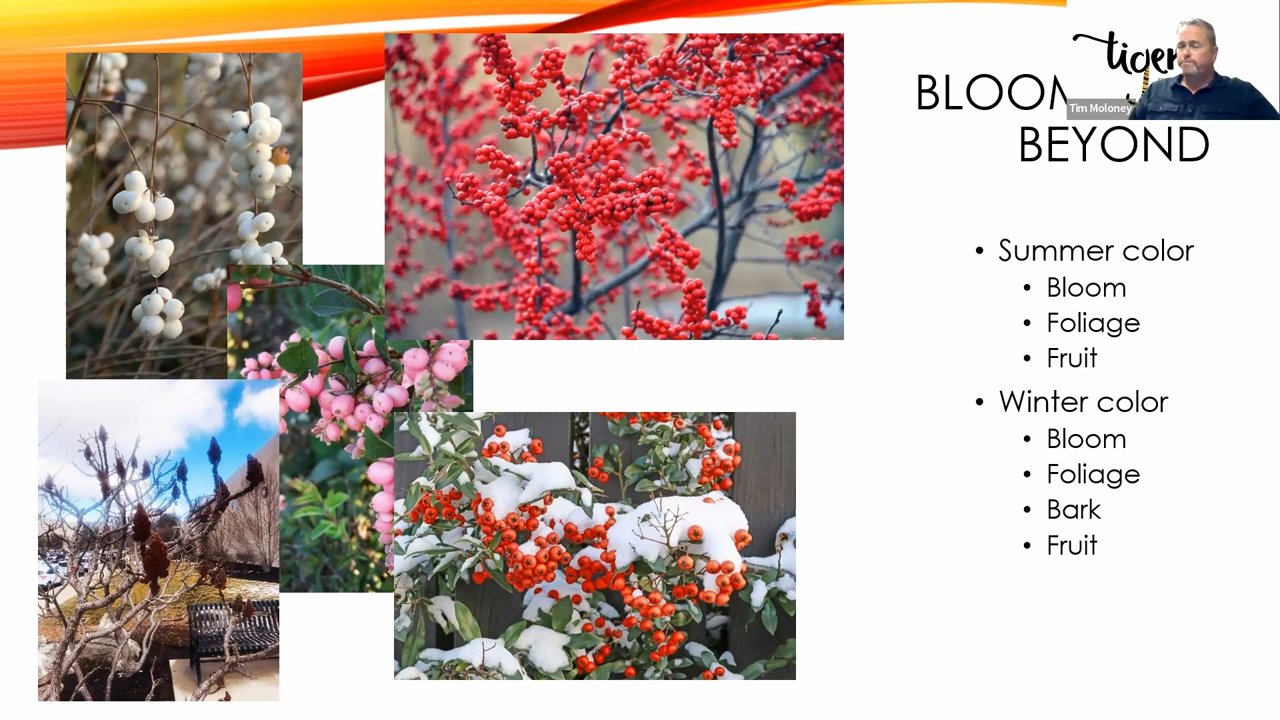 tiger
Tim Moloney
BLOOM
BEYOND
• Summer color
• Bloom
• Foliage
• Fruit
• Winter color
• Bloom
• Foliage
• Bark
• Fruit